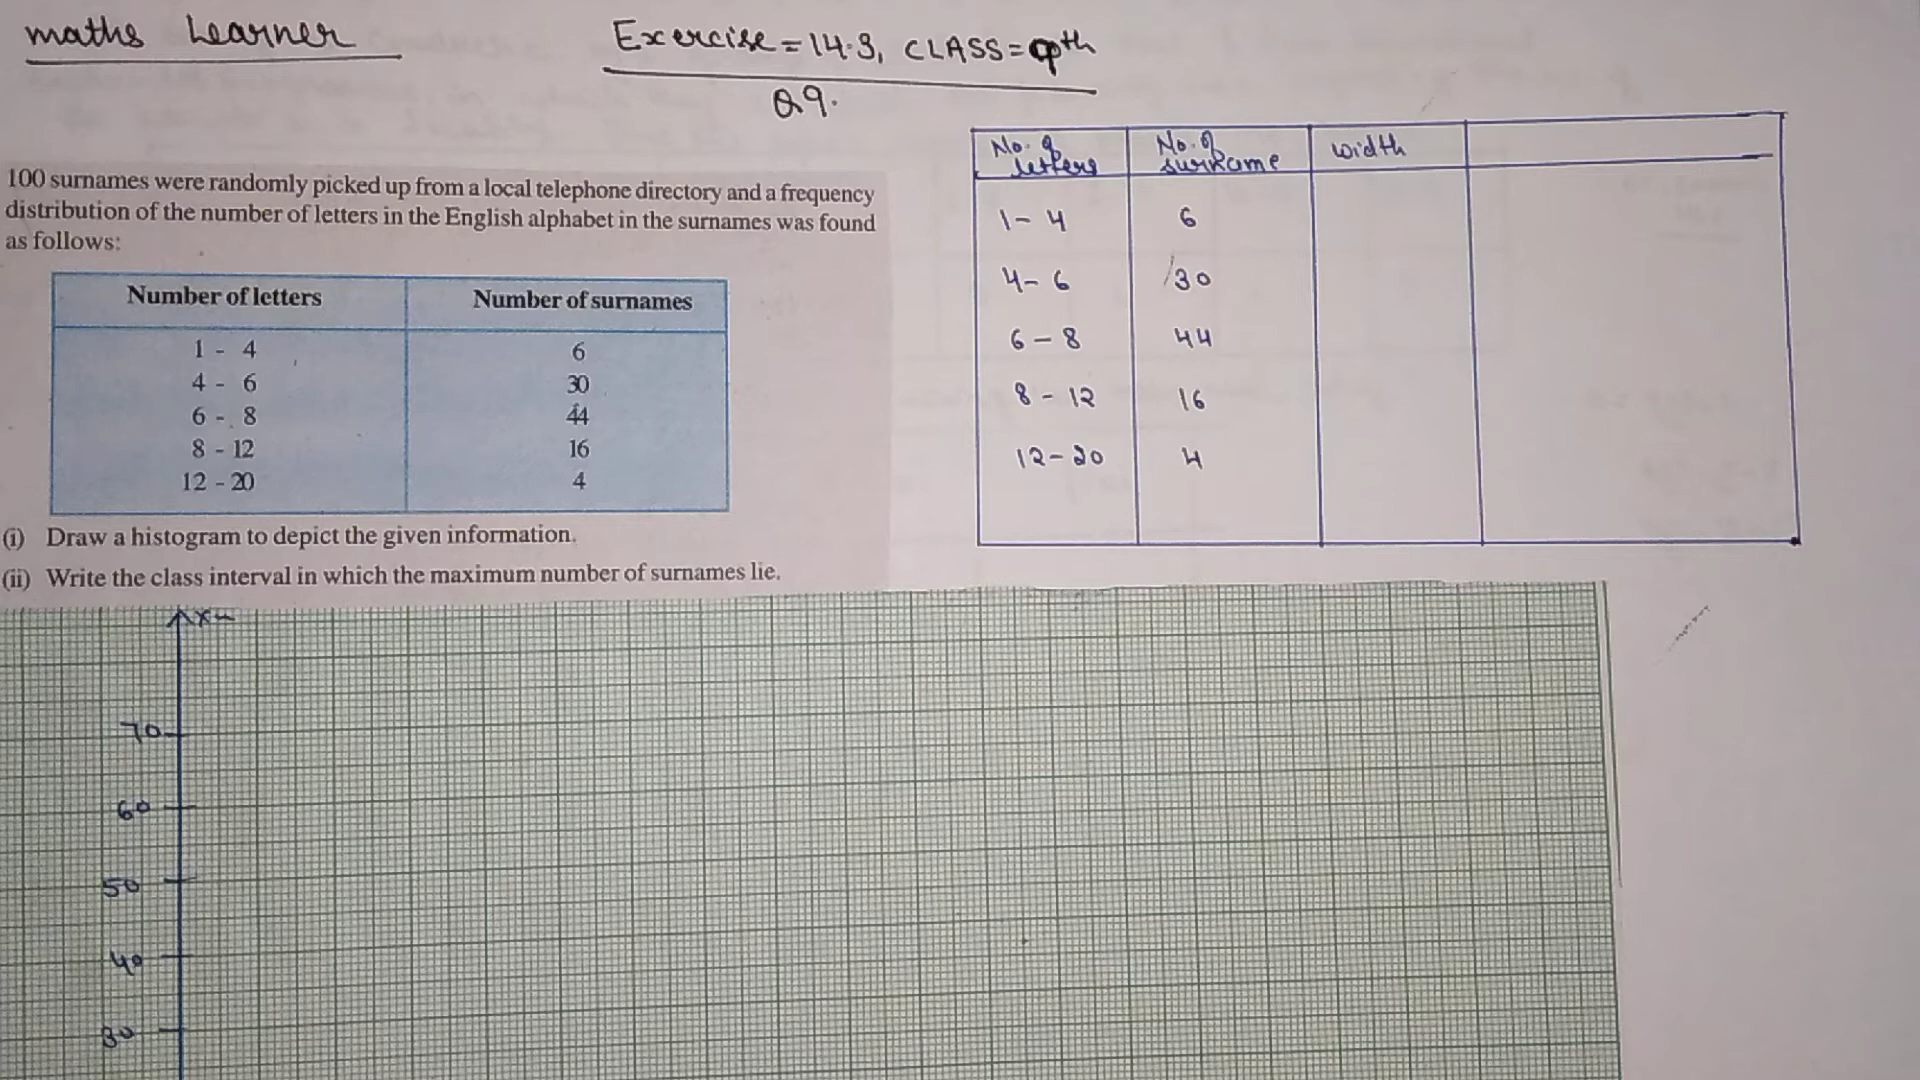 maths Learner
Exercise = 14.3, CLASS = 9th
Q9.
100 surnames were randomly picked up from a local telephone directory and a frequency
distribution of the number of letters in the English alphabet in the surnames was found
as follows:
Number of letters Number of surnames
1 - 4 6
4 - 6 30
6 - 8 44
8 - 12 16
12 - 20 4
(i) Draw a histogram to depict the given information.
(ii) Write the class interval in which the maximum number of surnames lie.
No. of letters No. of surname width
1 - 4 6
4 - 6 30
6 - 8 44
8 - 12 16
12 - 20 4
70
60
50
40
30